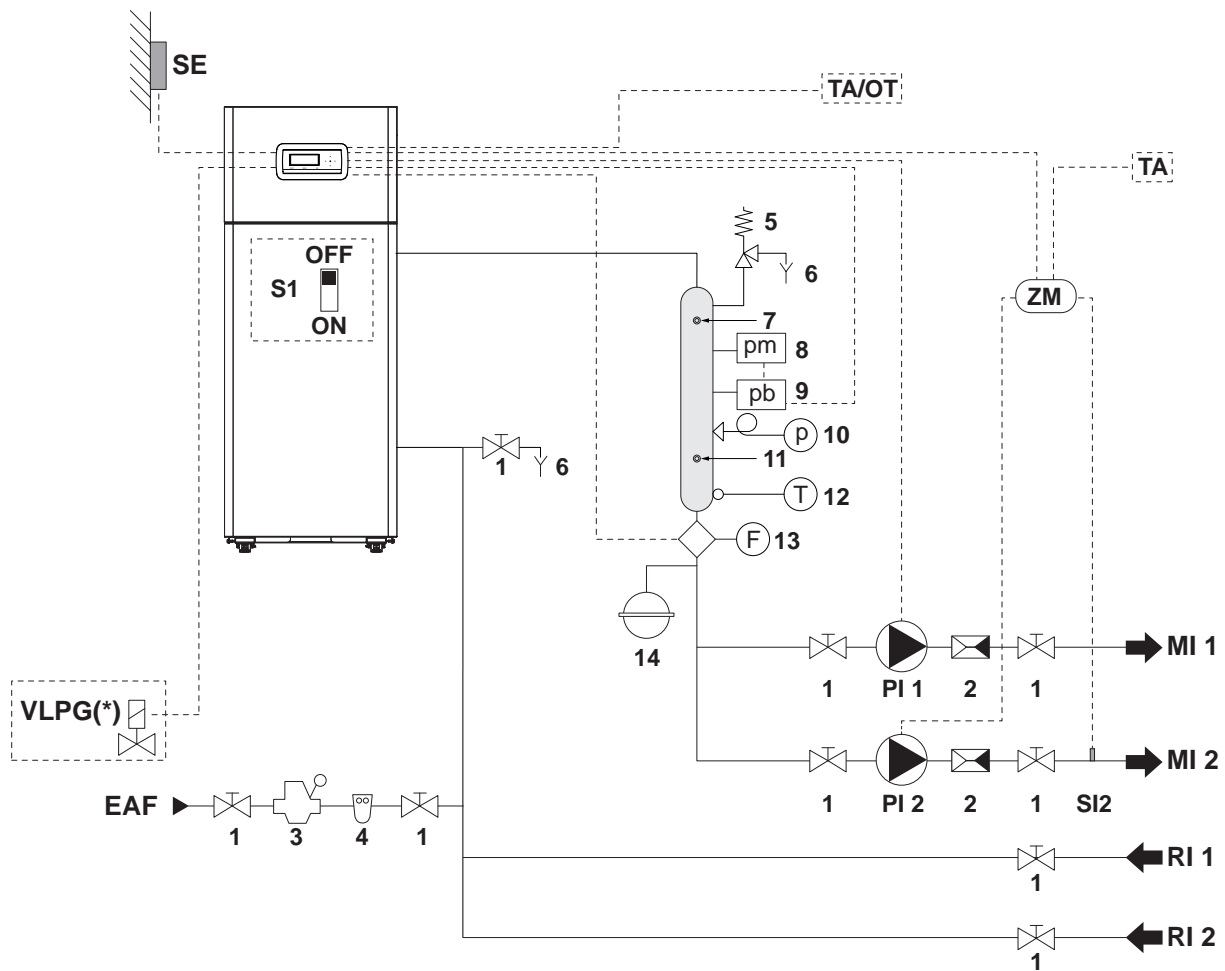 SE
TA/OT
TA
5
6
OFF
S1
ON
7
ZM
pm 8
pb 9
p 10
1 6
11
T 12
F 13
14
MI 1
1 PI 1 2 1
VLPG(*)
MI 2
1 PI 2 2 1 SI2
EAF
1 3 4 1
RI 1
1
RI 2
1